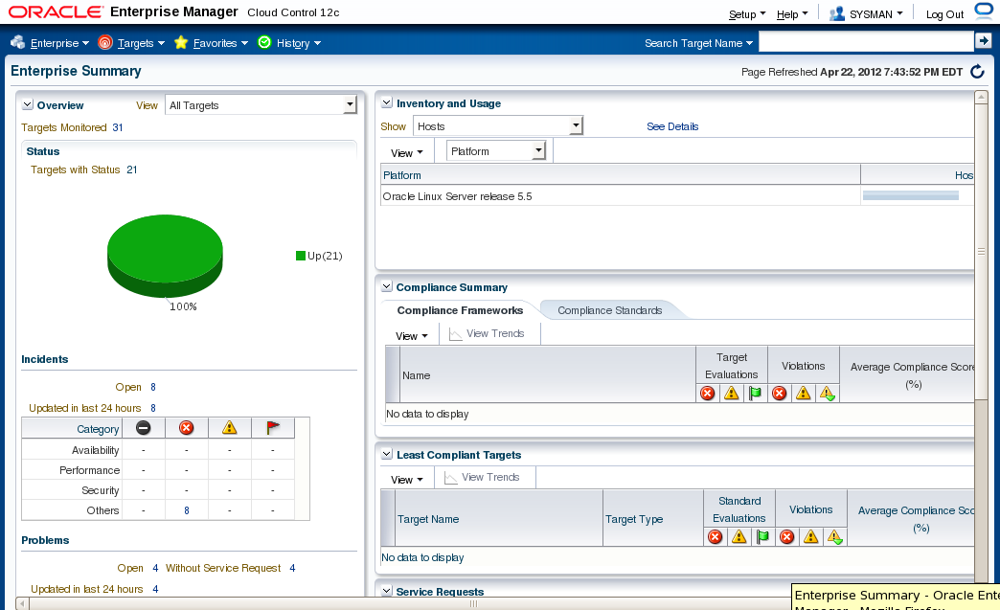 ORACLE Enterprise Manager Cloud Control 12c
Setup Help SYSMAN Log Out
Enterprise Targets Favorites History Search Target Name
Enterprise Summary
Page Refreshed Apr 22, 2012 7:43:52 PM EDT
Overview View All Targets
Targets Monitored 31
Status
Targets with Status 21
Up(21)
100%
Incidents
Open 8
Updated in last 24 hours 8
Category
Availability - - - -
Performance - - - -
Security - - - -
Others - 8 - -
Problems
Open 4 Without Service Request 4
Updated in last 24 hours 4
Inventory and Usage
Show Hosts See Details
View Platform
Platform Hos
Oracle Linux Server release 5.5
Compliance Summary
Compliance Frameworks Compliance Standards
View View Trends
Name
Target Evaluations
Violations
Average Compliance Score (%)
No data to display
Least Compliant Targets
View View Trends
Target Name Target Type
Standard Evaluations
Violations
Average Compliance Sco
(%)
No data to display
Service Requests
Enterprise Summary - Oracle Ente
Manager - Mozilla Firefox